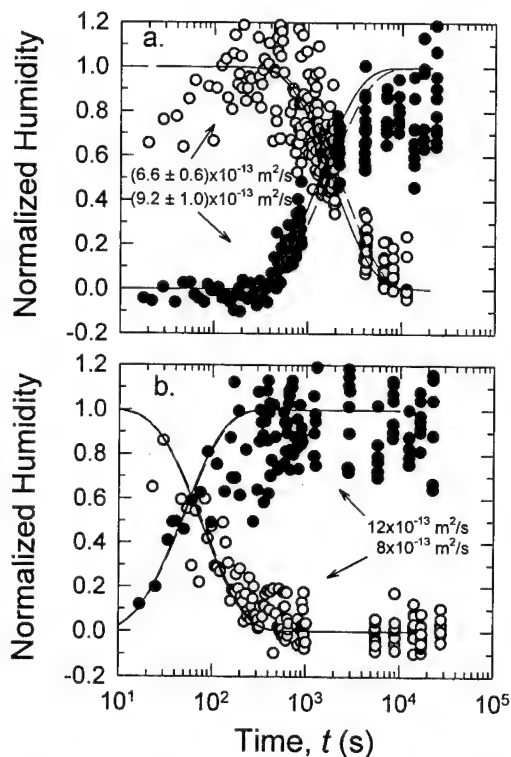 a.
1.2
1.0
0.8
0.6
0.4
0.2
0.0
-0.2
Normalized Humidity
(6.6 ± 0.6)x10⁻¹³ m²/s
(9.2 ± 1.0)x10⁻¹³ m²/s
b.
1.2
1.0
0.8
0.6
0.4
0.2
0.0
-0.2
Normalized Humidity
12x10⁻¹³ m²/s
8x10⁻¹³ m²/s
10¹ 10² 10³ 10⁴ 10⁵
Time, t (s)